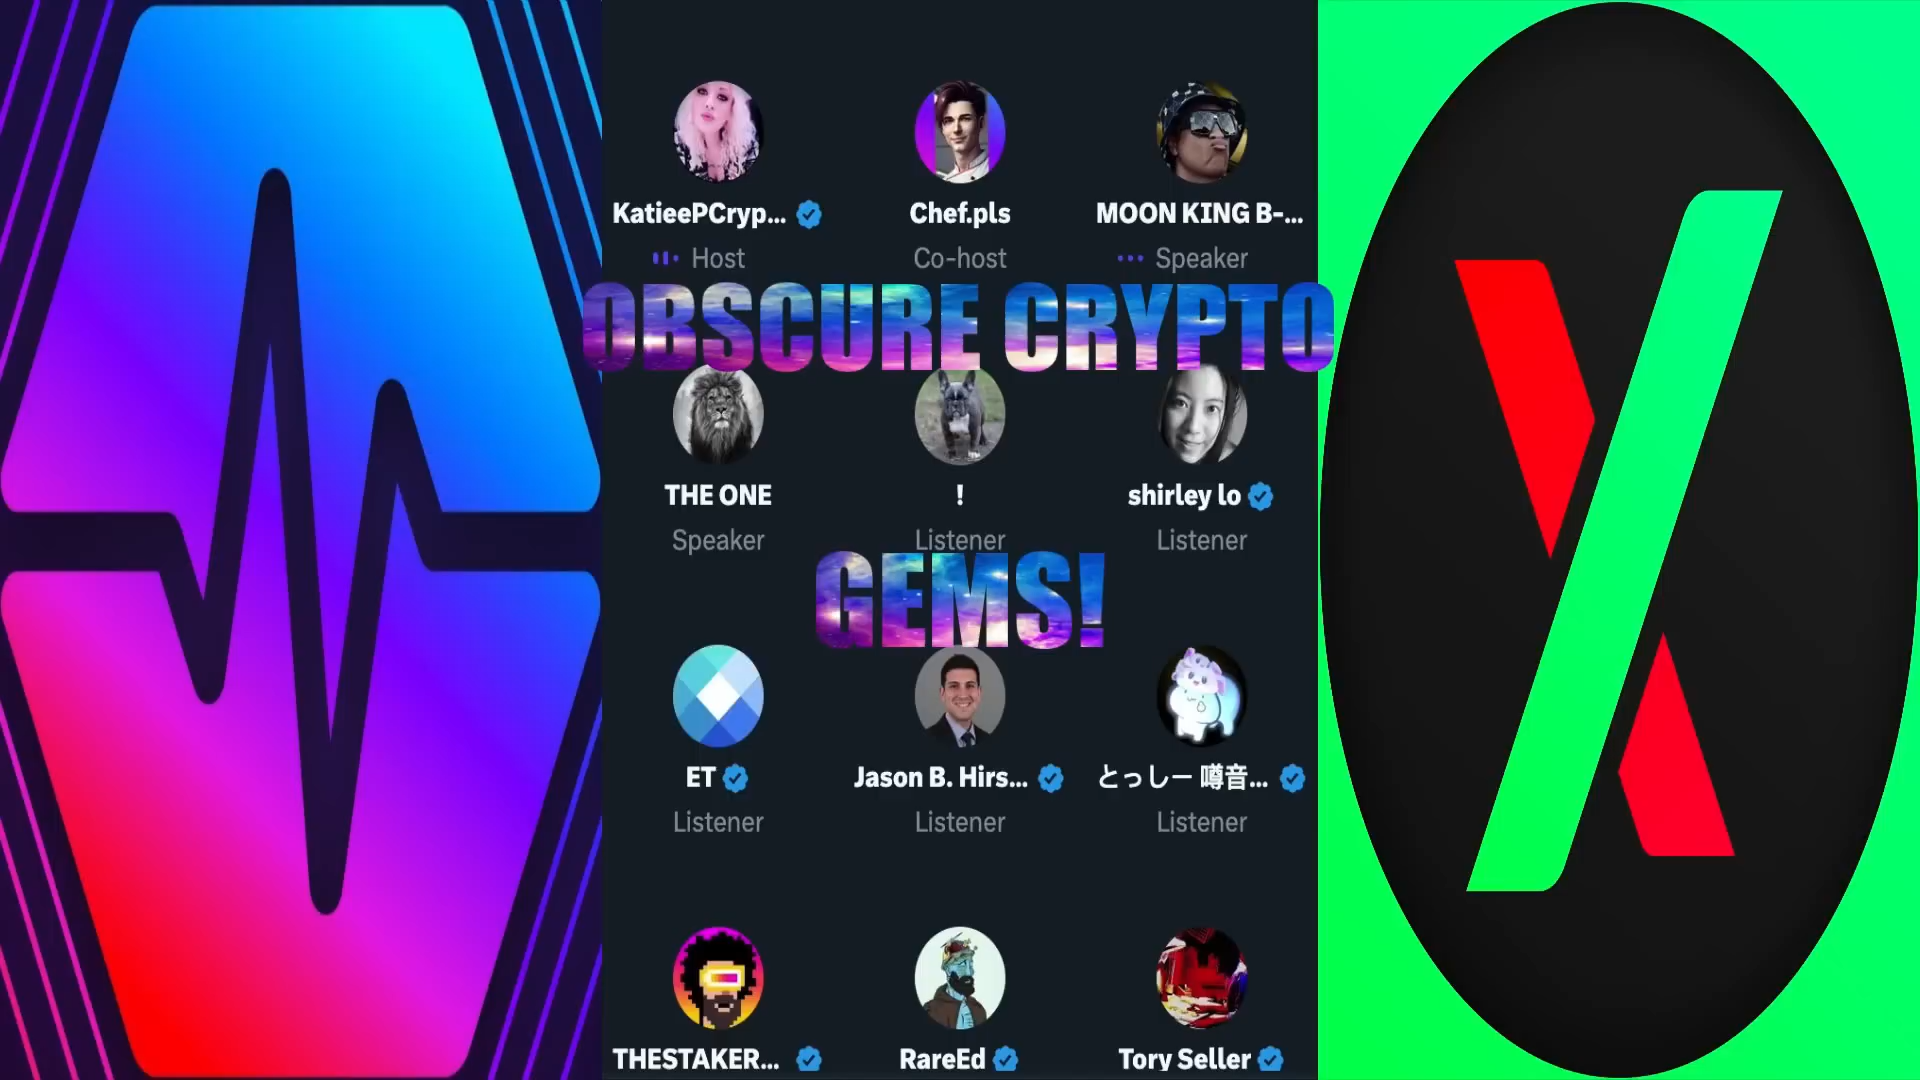 KatieePCryp...
Chef.pls
MOON KING B-...
Host
Co-host
Speaker
OBSCURE CRYPTO
THE ONE
!
shirley lo
Speaker
Listener
Listener
GEMS!
ET
Jason B. Hirs...
とっしー 噂音...
Listener
Listener
Listener
THESTAKER...
RareEd
Tory Seller